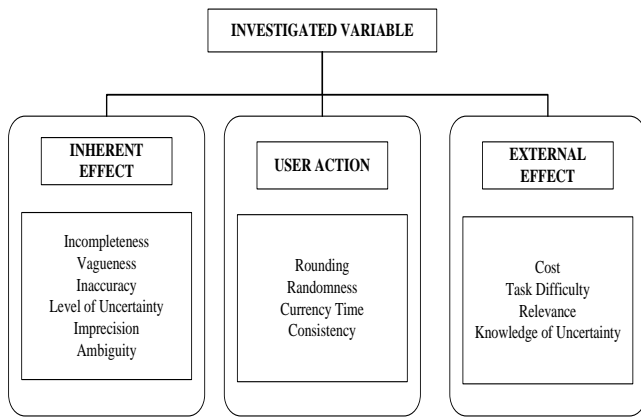 INVESTIGATED VARIABLE
INHERENT
EFFECT
Incompleteness
Vagueness
Inaccuracy
Level of Uncertainty
Imprecision
Ambiguity
USER ACTION
Rounding
Randomness
Currency Time
Consistency
EXTERNAL
EFFECT
Cost
Task Difficulty
Relevance
Knowledge of Uncertainty